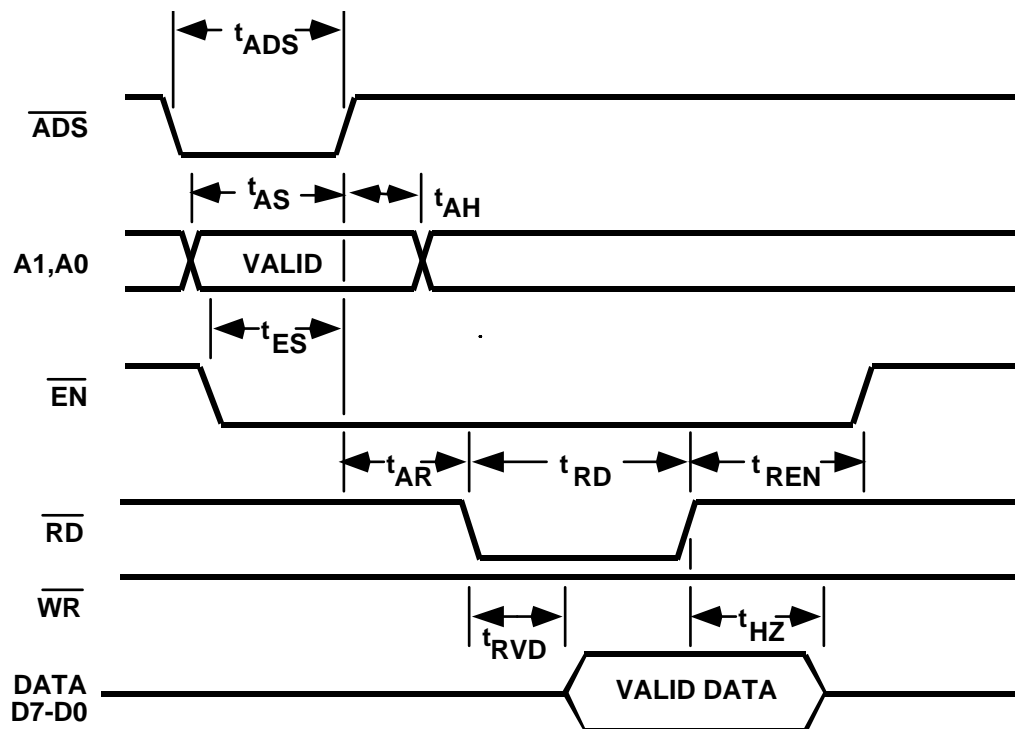 tADS
ADS
tAS
tAH
A1,A0
VALID
tES
EN
tAR
tRD
tREN
RD
WR
tRVD
tHZ
DATA
D7-D0
VALID DATA